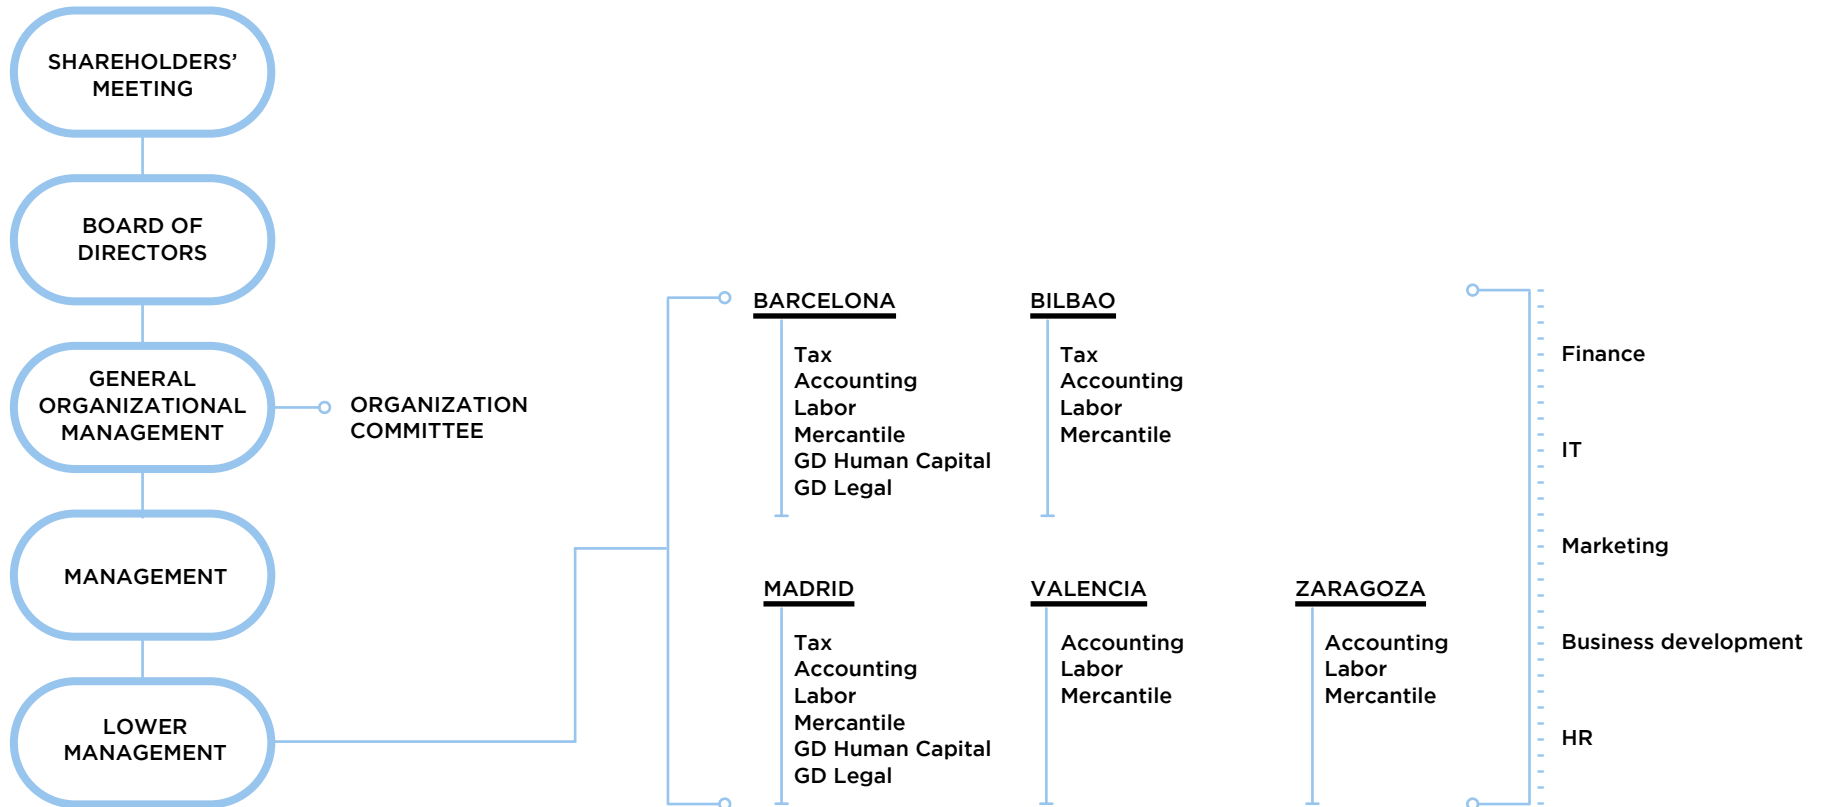 SHAREHOLDERS’
MEETING
BOARD OF
DIRECTORS
GENERAL
ORGANIZATIONAL
MANAGEMENT
ORGANIZATION
COMMITTEE
MANAGEMENT
LOWER
MANAGEMENT
BARCELONA
Tax
Accounting
Labor
Mercantile
GD Human Capital
GD Legal
BILBAO
Tax
Accounting
Labor
Mercantile
MADRID
Tax
Accounting
Labor
Mercantile
GD Human Capital
GD Legal
VALENCIA
Accounting
Labor
Mercantile
ZARAGOZA
Accounting
Labor
Mercantile
Finance
IT
Marketing
Business development
HR